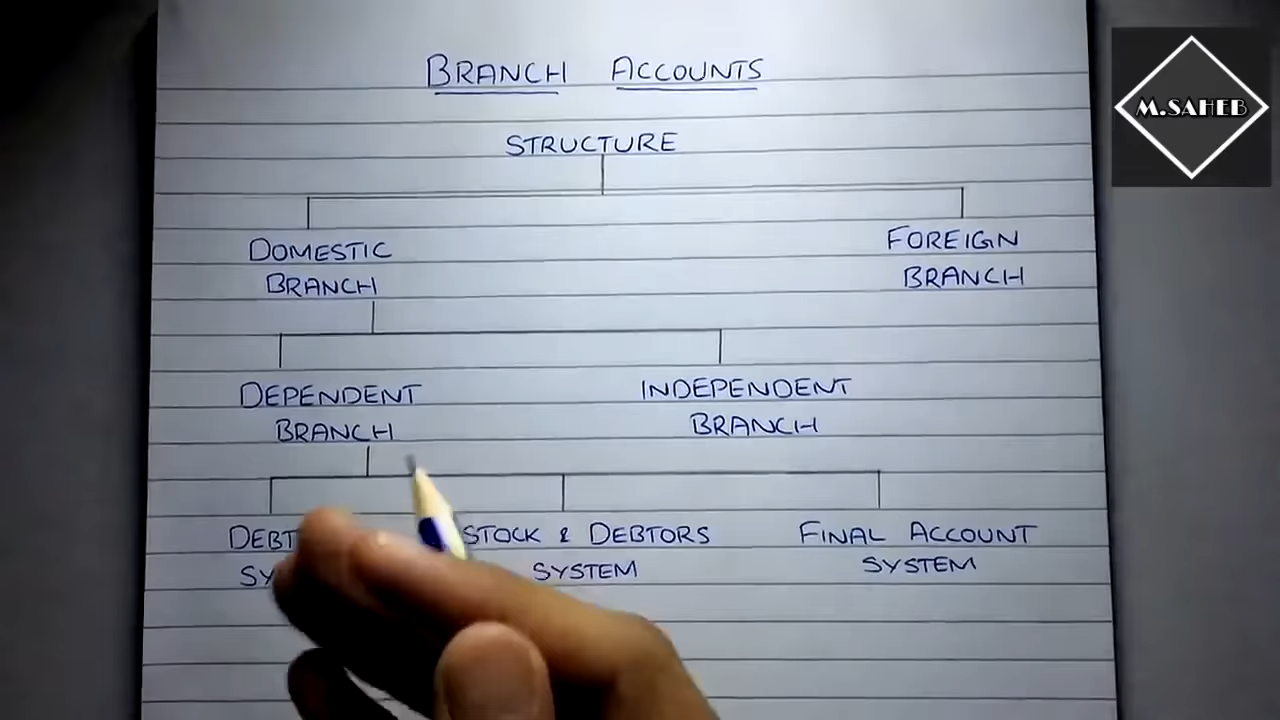 BRANCH ACCOUNTS
STRUCTURE
DOMESTIC
BRANCH
FOREIGN
BRANCH
DEPENDENT
BRANCH
INDEPENDENT
BRANCH
STOCK & DEBTORS
SYSTEM
FINAL ACCOUNT
SYSTEM
M.SAHEB